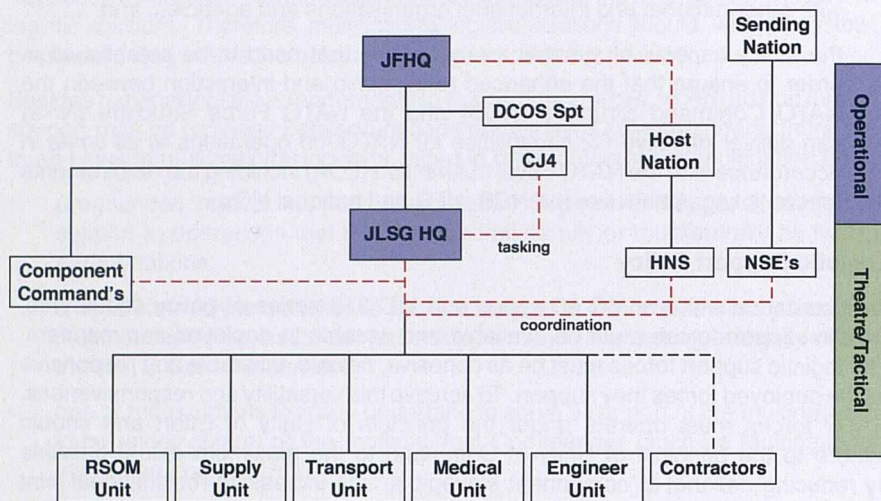 JFHQ
Sending
Nation
DCOS Spt
CJ4
Host
Nation
Operational
JLSG HQ
tasking
Component
Command's
HNS
NSE's
coordination
Theatre/Tactical
RSOM
Unit
Supply
Unit
Transport
Unit
Medical
Unit
Engineer
Unit
Contractors